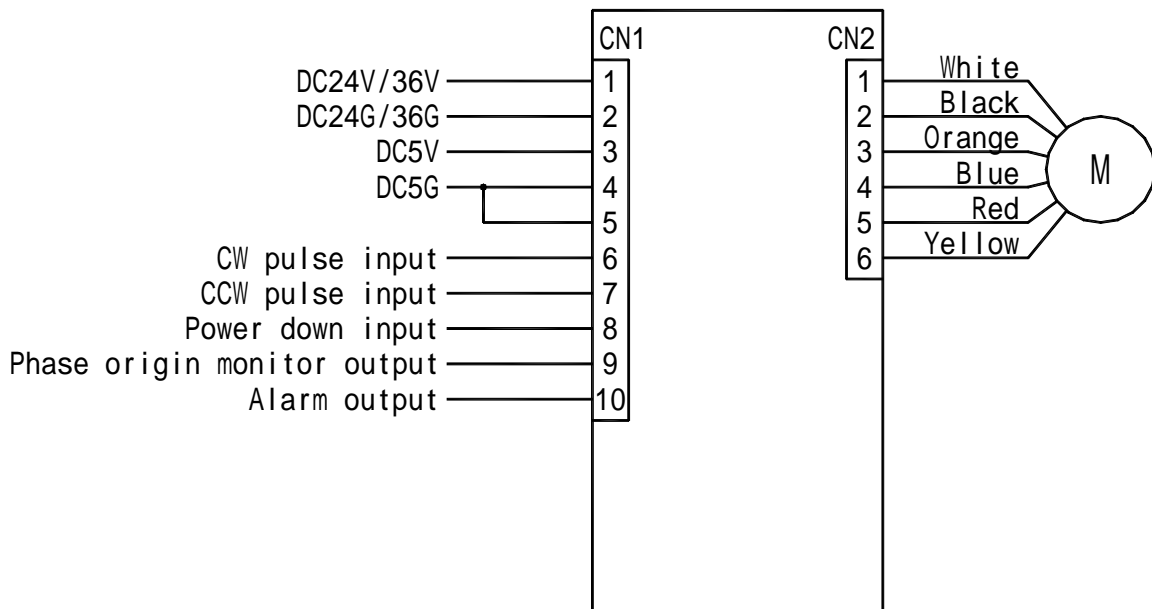 CN1 CN2
DC24V/36V 1 1 White
DC24G/36G 2 2 Black
DC5V 3 3 Orange
DC5G 4 4 Blue
5 5 Red
CW pulse input 6 6 Yellow
CCW pulse input 7
Power down input 8
Phase origin monitor output 9
Alarm output 10
M